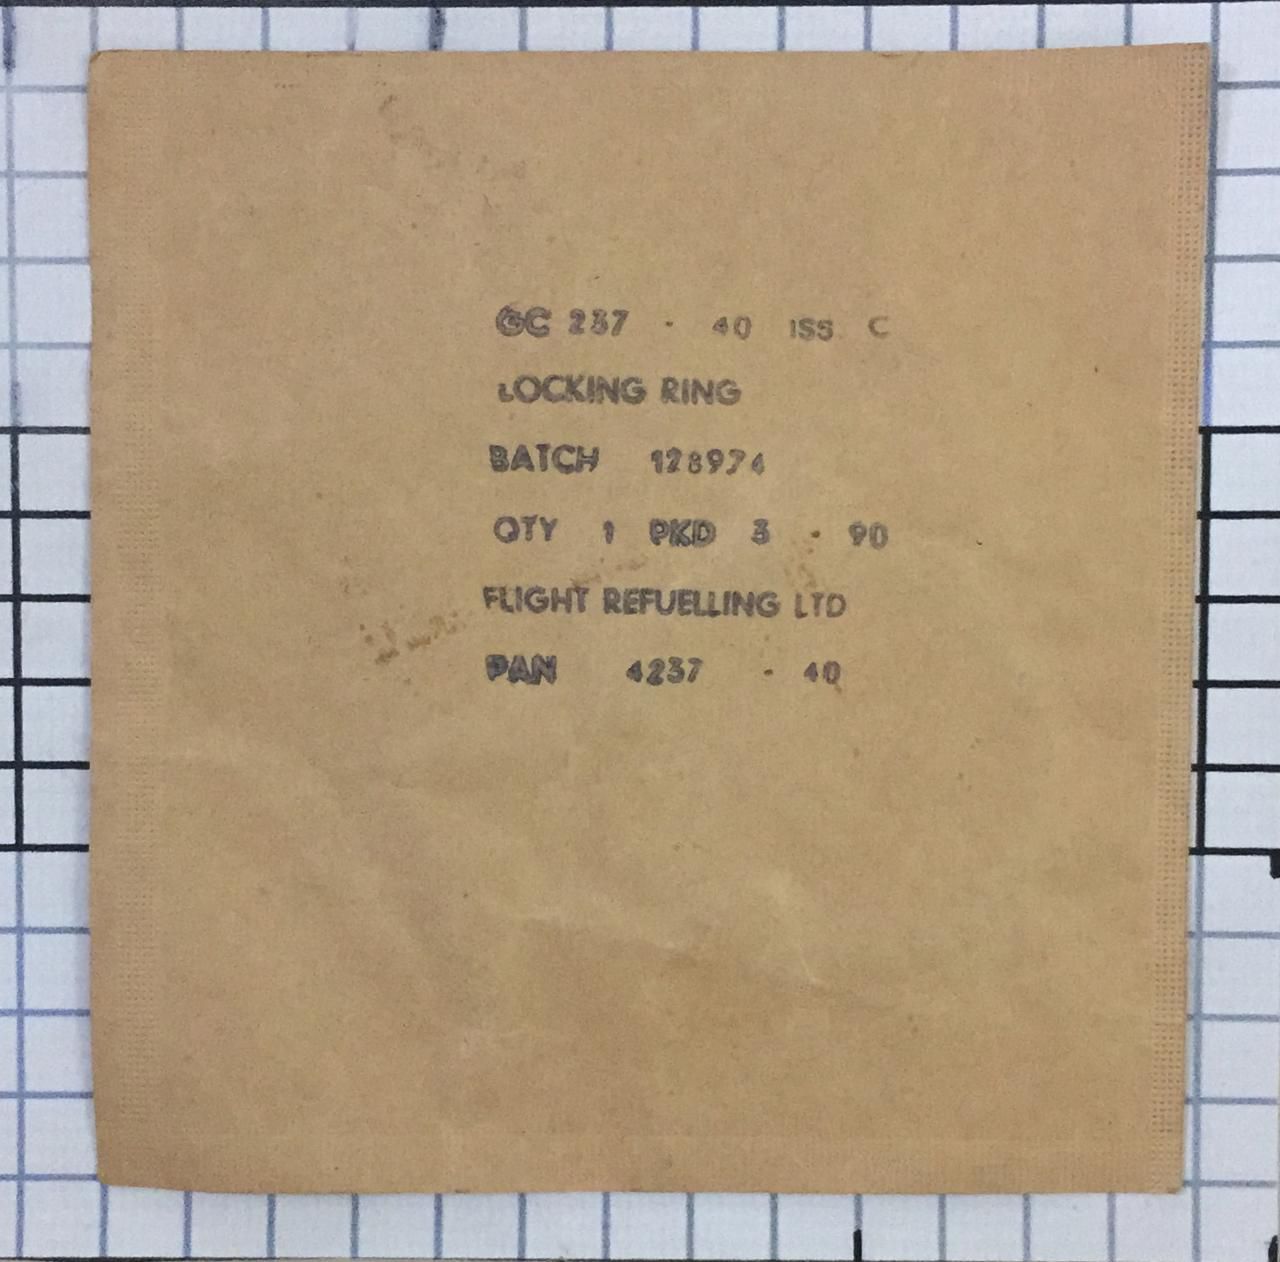 GC 237 - 40 ISS C
LOCKING RING
BATCH 128974
QTY 1 PKD 3 - 90
FLIGHT REFUELLING LTD
PAN 4237 - 40